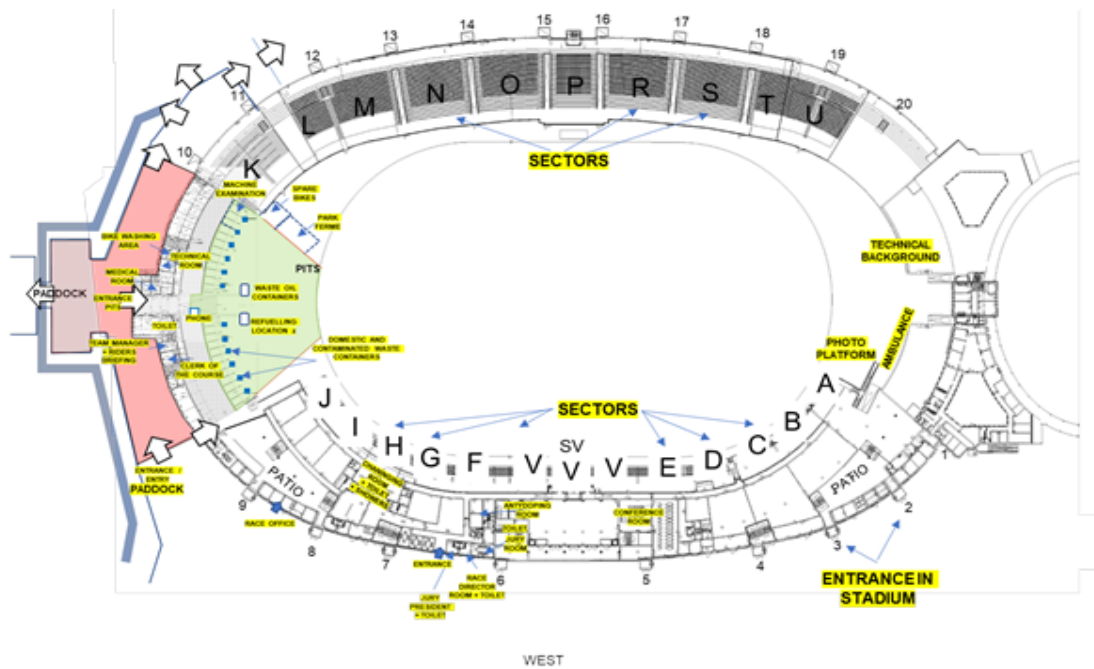 15
16
14
17
13
18
12
19
11
20
10
L
M
N
O
P
R
S
T
U
K
SECTORS
MACHINE
EXAMINATION
SPARE
BIKES
PARK
FERME
BIKE WASHING
AREA
TECHNICAL
ROOM
PITS
MEDICAL
ROOM
PADDOCK
ENTRANCE
PITS
WASTE OIL
CONTAINERS
PHONE
TOILET
REFUELLING
LOCATION x
TEAM MANAGER
+ RIDERS
BRIEFING
CLERK OF
THE COURSE
DOMESTIC AND
CONTAMINATED WASTE
CONTAINERS
TECHNICAL
BACKGROUND
PHOTO
PLATFORM
AMBULANCE
SECTORS
J
I
H
G
F
V
SV
V
V
E
D
C
B
A
ENTRANCE /
ENTRY
PADDOCK
PATIO
CHANINGING
ROOM
+ TOILET
+ SHOWERS
PATIO
9
RACE OFFICE
8
7
6
5
4
3
2
1
ANTYDOPING
ROOM
TOILET
JURY
ROOM
CONFERENCE
ROOM
ENTRANCE
RACE
DIRECTOR
ROOM + TOILET
JURY
PRESIDENT
+ TOILET
ENTRANCE IN
STADIUM
WEST